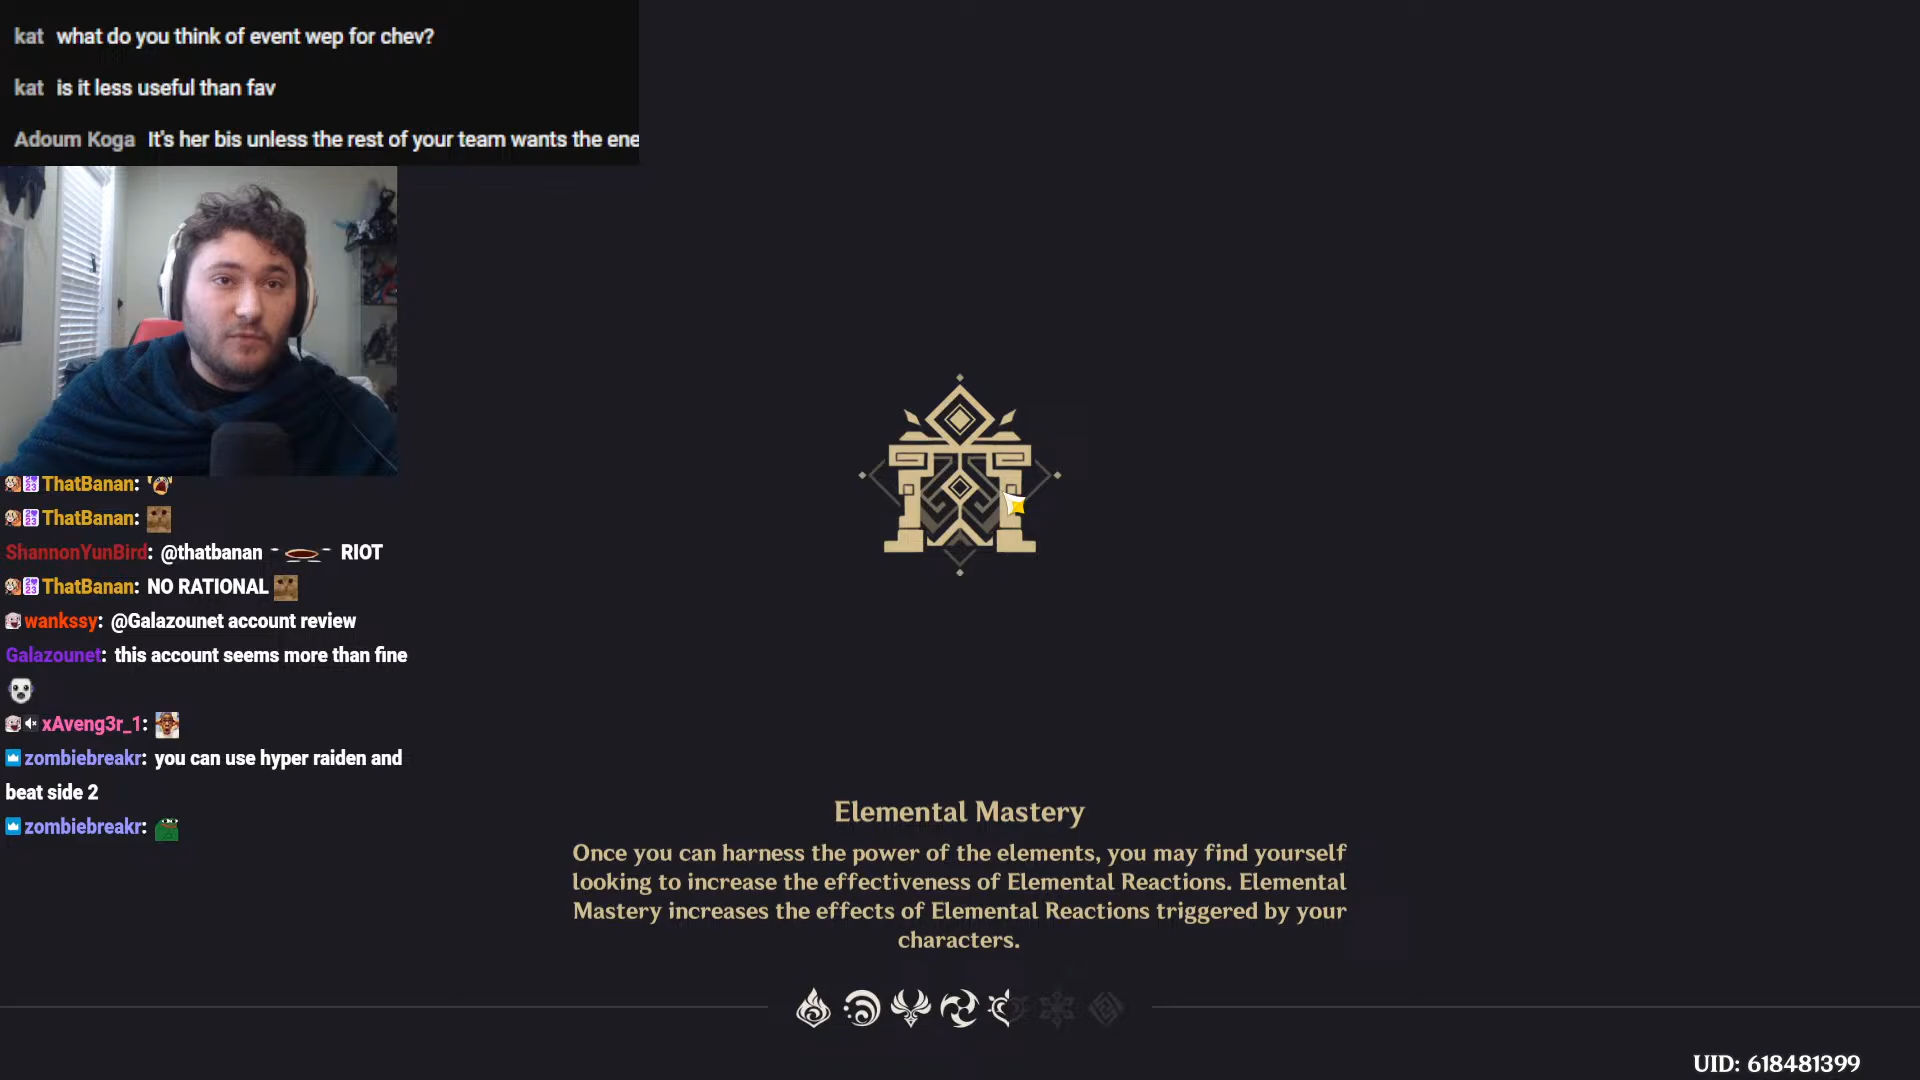 kat what do you think of event wep for chev?
kat is it less useful than fav
Adoum Koga It's her bis unless the rest of your team wants the ene
ThatBanan:
ThatBanan:
ShannonYunBird: @thatbanan RIOT
ThatBanan: NO RATIONAL
wankssy: @Galazounet account review
Galazounet: this account seems more than fine
xAveng3r_1:
zombiebreakr: you can use hyper raiden and
beat side 2
zombiebreakr:
Elemental Mastery
Once you can harness the power of the elements, you may find yourself
looking to increase the effectiveness of Elemental Reactions. Elemental
Mastery increases the effects of Elemental Reactions triggered by your
characters.
UID: 618481399